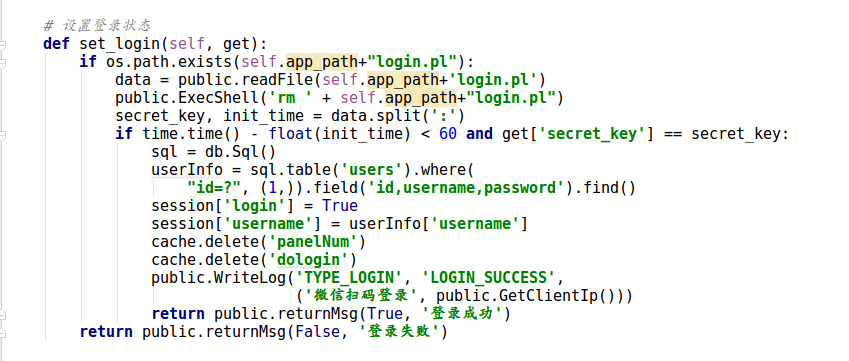 # 设置登录状态
def set_login(self, get):
    if os.path.exists(self.app_path+"login.pl"):
        data = public.readFile(self.app_path+'login.pl')
        public.ExecShell('rm ' + self.app_path+"login.pl")
        secret_key, init_time = data.split(':')
        if time.time() - float(init_time) < 60 and get['secret_key'] == secret_key:
            sql = db.Sql()
            userInfo = sql.table('users').where(
                "id=?", (1,)).field('id,username,password').find()
            session['login'] = True
            session['username'] = userInfo['username']
            cache.delete('panelNum')
            cache.delete('dologin')
            public.WriteLog('TYPE_LOGIN', 'LOGIN_SUCCESS',
                            ('微信扫码登录', public.GetClientIp()))
            return public.returnMsg(True, '登录成功')
    return public.returnMsg(False, '登录失败')